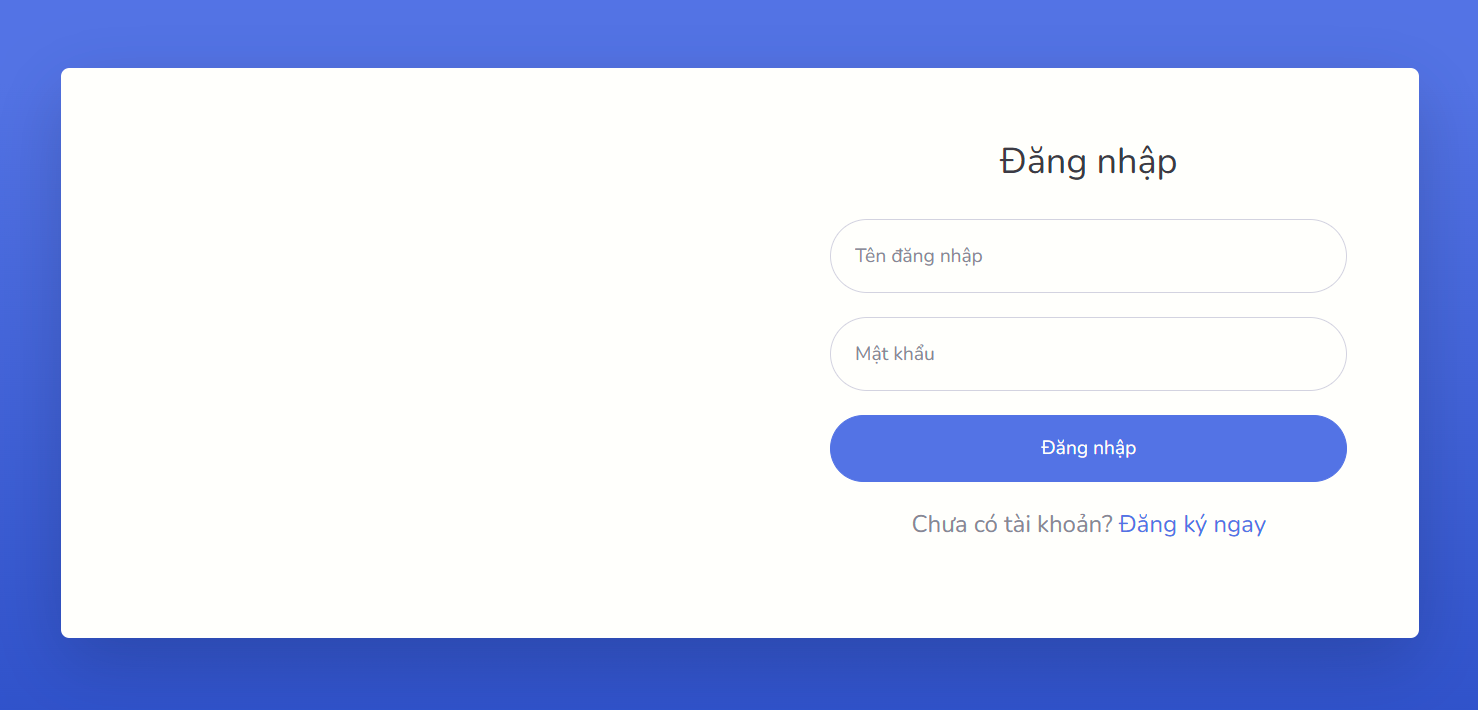 Đăng nhập
Tên đăng nhập
Mật khẩu
Đăng nhập
Chưa có tài khoản? Đăng ký ngay